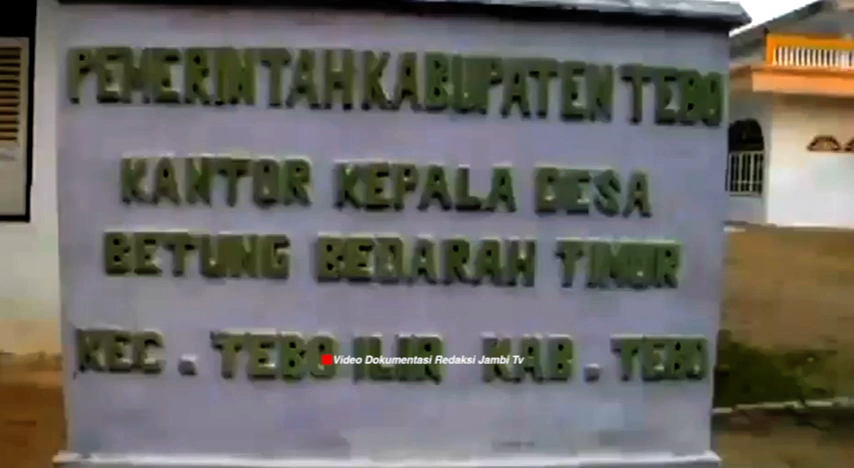 PEMERINTAH KABUPATEN TEBO
KANTOR KEPALA DESA
BETUNG BEDARAH TIMUR
KEC. TEBO ILIR KAB. TEBO
Video Dokumentasi Redaksi Jambi Tv